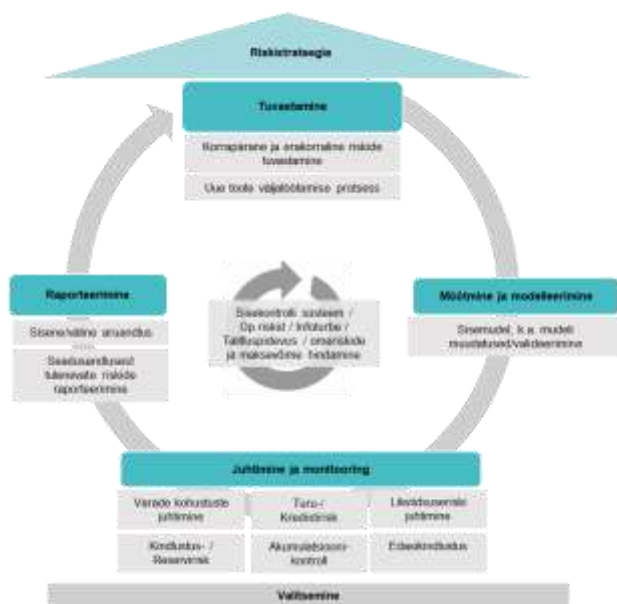 Riskistrateegia
Tuvastamine
Korrapärane ja erakorraline riskide
tuvastamine
Uue toote väljatöötamise protsess
Raporteerimine
Sisene/väline aruandlus
Seadusandlusest
tulenevate riskide
raporteerimine
Sisekontrolli süsteem /
Op riskid / Infoturbe /
Talitluspidevus / omariskide
ja maksevõime hindamine
Mõõtmine ja modelleerimine
Sisemudel, k.a. mudeli
muudatused/valideerimine
Juhtimine ja monitooring
Varade kohustuste
juhtimine
Turu-/
Krediidirisk
Likviidsusriski
juhtimine
Kindlustus- /
Reservirisk
Akumulatsiooni-
kontroll
Edasikindlustus
Valitsemine